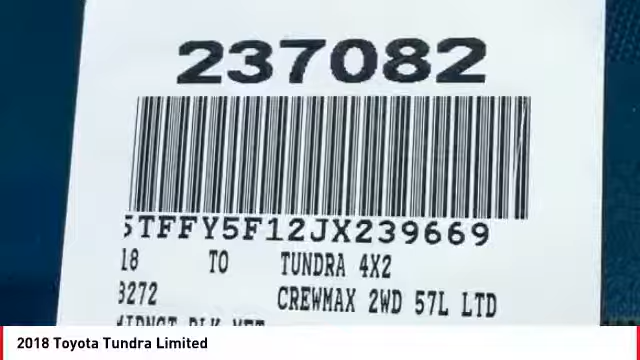 237082
5TFFY5F12JX239669
18 TO TUNDRA 4X2
3272 CREWMAX 2WD 57L LTD
2018 Toyota Tundra Limited